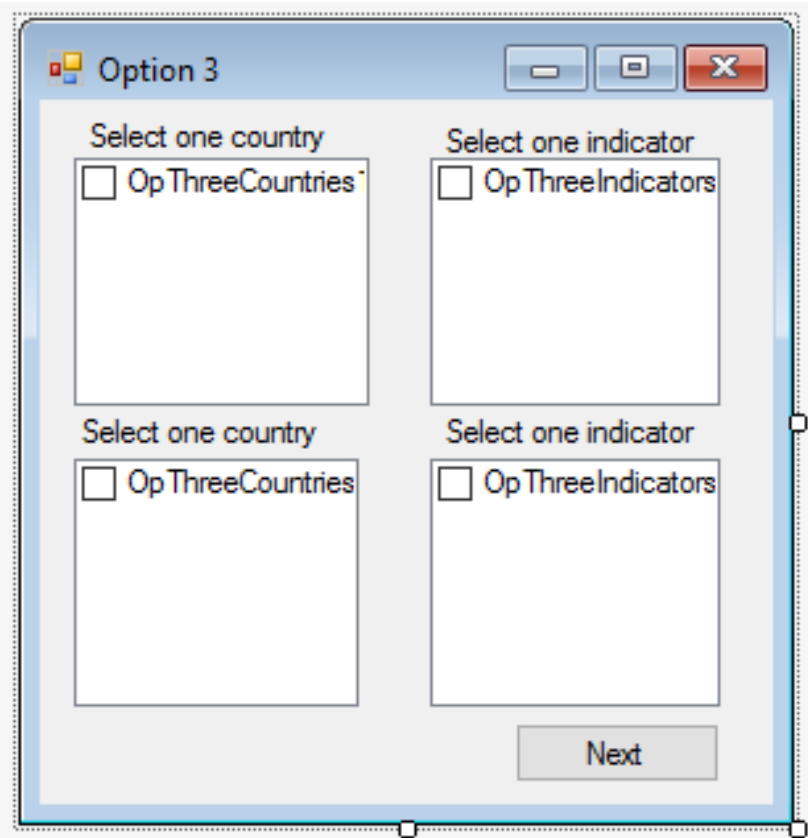 Option 3
Select one country
Select one indicator
OpThreeCountries
OpThreeIndicators
Select one country
Select one indicator
OpThreeCountries
OpThreeIndicators
Next